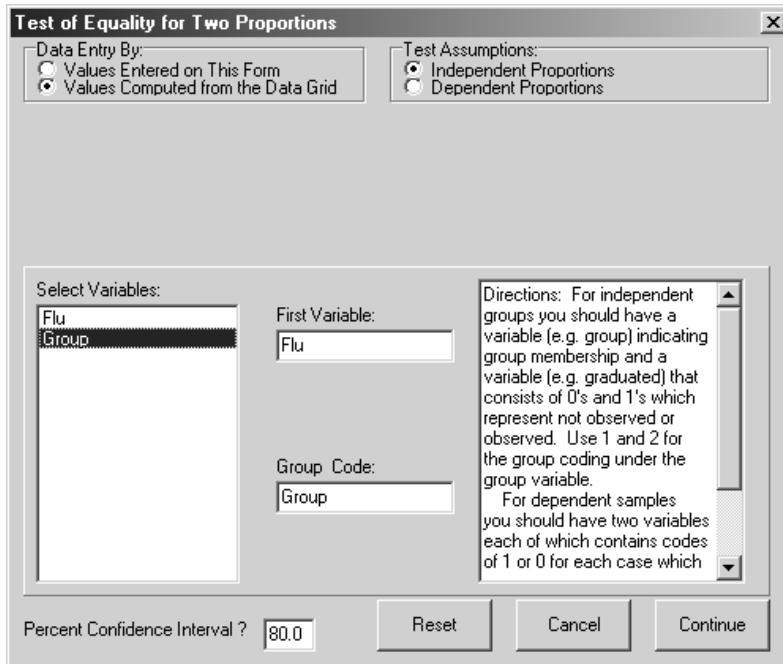 Test of Equality for Two Proportions
Data Entry By:
Values Entered on This Form
Values Computed from the Data Grid
Test Assumptions:
Independent Proportions
Dependent Proportions
Select Variables:
Flu
Group
First Variable:
Flu
Group Code:
Group
Directions: For independent
groups you should have a
variable (e.g. group) indicating
group membership and a
variable (e.g. graduated) that
consists of 0's and 1's which
represent not observed or
observed. Use 1 and 2 for
the group coding under the
group variable.
For dependent samples
you should have two variables
each of which contains codes
of 1 or 0 for each case which
Percent Confidence Interval ?
80.0
Reset
Cancel
Continue